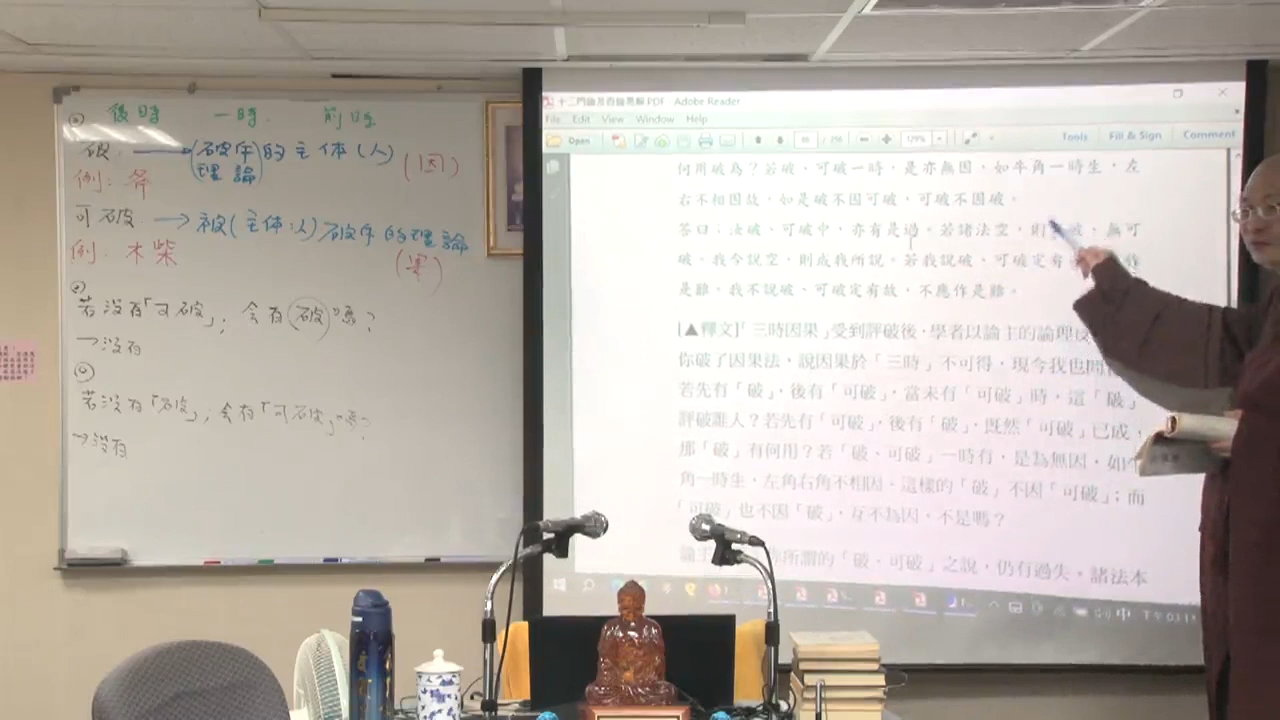 後時 一時. 前時
破. → (破斥理論)的主体(人) (因)
例: 斧
可破 → 被(主体:人)破斥的理論 (果)
例. 木柴
若沒有「可破」; 会有「破」嗎?
→沒有
若沒有「破」; 会有「可破」嗎?
→沒有
十二門論及百論思解PDF - Adobe Reader
File Edit View Window Help
Open 129% Tools Fill & Sign Comment
何用破為?若破、可破一時,是亦無因,如牛角一時生,左
右不相因故,如是破不因可破,可破不因破。
答曰:汝破、可破中,亦有是過。若諸法空,則 破、無可
破。我今說空,則成我所說。若我說破、可破定有
是難。我不說破、可破定有故,不應作是難。
[▲釋文]「三時因果」受到評破後,學者以論主的論理
你破了因果法,說因果於「三時」不可得,現今我也問
若先有「破」,後有「可破」,當未有「可破」時,這「破」
評破誰人?若先有「可破」,後有「破」,既然「可破」已成,
那「破」有何用?若「破、可破」一時有,是為無因,如
角一時生,左角右角不相因。這樣的「破」不因「可破」;而
「可破」也不因「破」,互不為因,不是嗎?
所謂的「破、可破」之說,仍有過失。諸法本